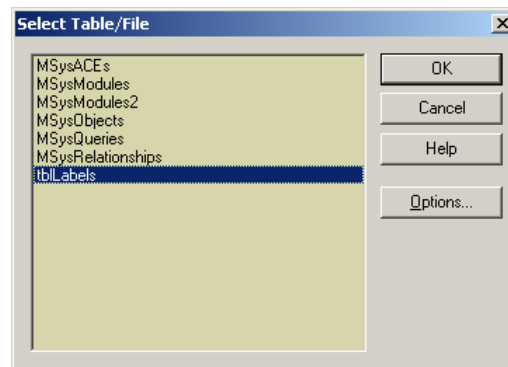 Select Table/File
MSysACEs
MSysModules
MSysModules2
MSysObjects
MSysQueries
MSysRelationships
tblLabels
OK
Cancel
Help
Options...